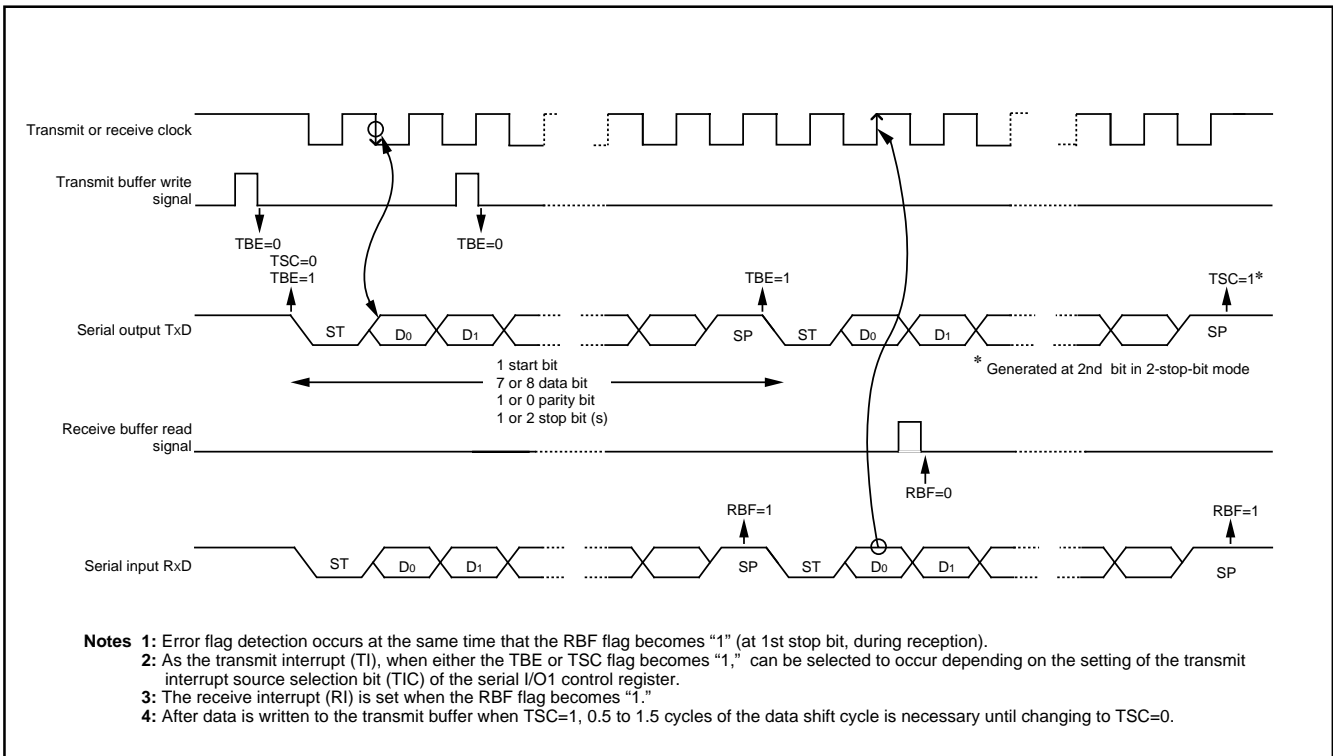 Transmit or receive clock
Transmit buffer write
signal
TBE=0
TSC=0
TBE=1
TBE=0
TBE=1
TSC=1*
Serial output TxD
ST
D0
D1
SP
ST
D0
D1
SP
1 start bit
7 or 8 data bit
1 or 0 parity bit
1 or 2 stop bit (s)
* Generated at 2nd bit in 2-stop-bit mode
Receive buffer read
signal
RBF=0
RBF=1
RBF=1
Serial input RxD
ST
D0
D1
SP
ST
D0
D1
SP
Notes 1: Error flag detection occurs at the same time that the RBF flag becomes “1” (at 1st stop bit, during reception).
2: As the transmit interrupt (TI), when either the TBE or TSC flag becomes “1,” can be selected to occur depending on the setting of the transmit
interrupt source selection bit (TIC) of the serial I/O1 control register.
3: The receive interrupt (RI) is set when the RBF flag becomes “1.”
4: After data is written to the transmit buffer when TSC=1, 0.5 to 1.5 cycles of the data shift cycle is necessary until changing to TSC=0.